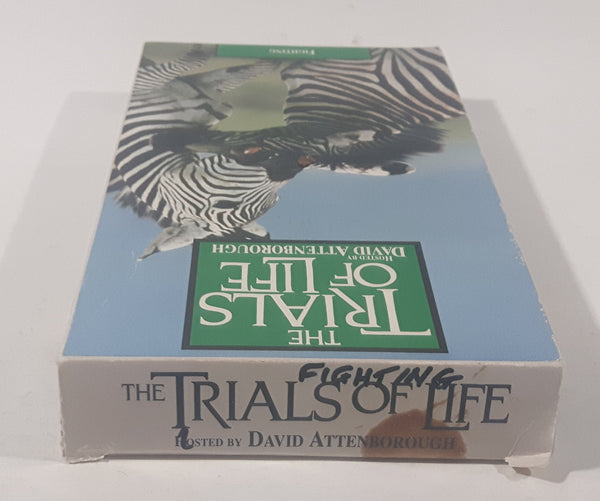 FIGHTING
THE TRIALS OF LIFE
HOSTED BY DAVID ATTENBOROUGH
THE
TRIALS
OF LIFE
HOSTED BY
DAVID ATTENBOROUGH
FIGHTING